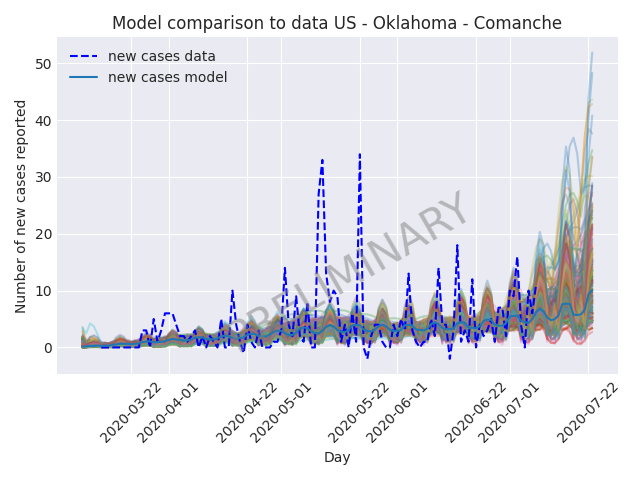 Model comparison to data US - Oklahoma - Comanche
new cases data
new cases model
Number of new cases reported
50
40
30
20
10
0
PRELIMINARY
2020-03-22
2020-04-01
2020-04-22
2020-05-01
2020-05-22
2020-06-01
2020-06-22
2020-07-01
2020-07-22
Day